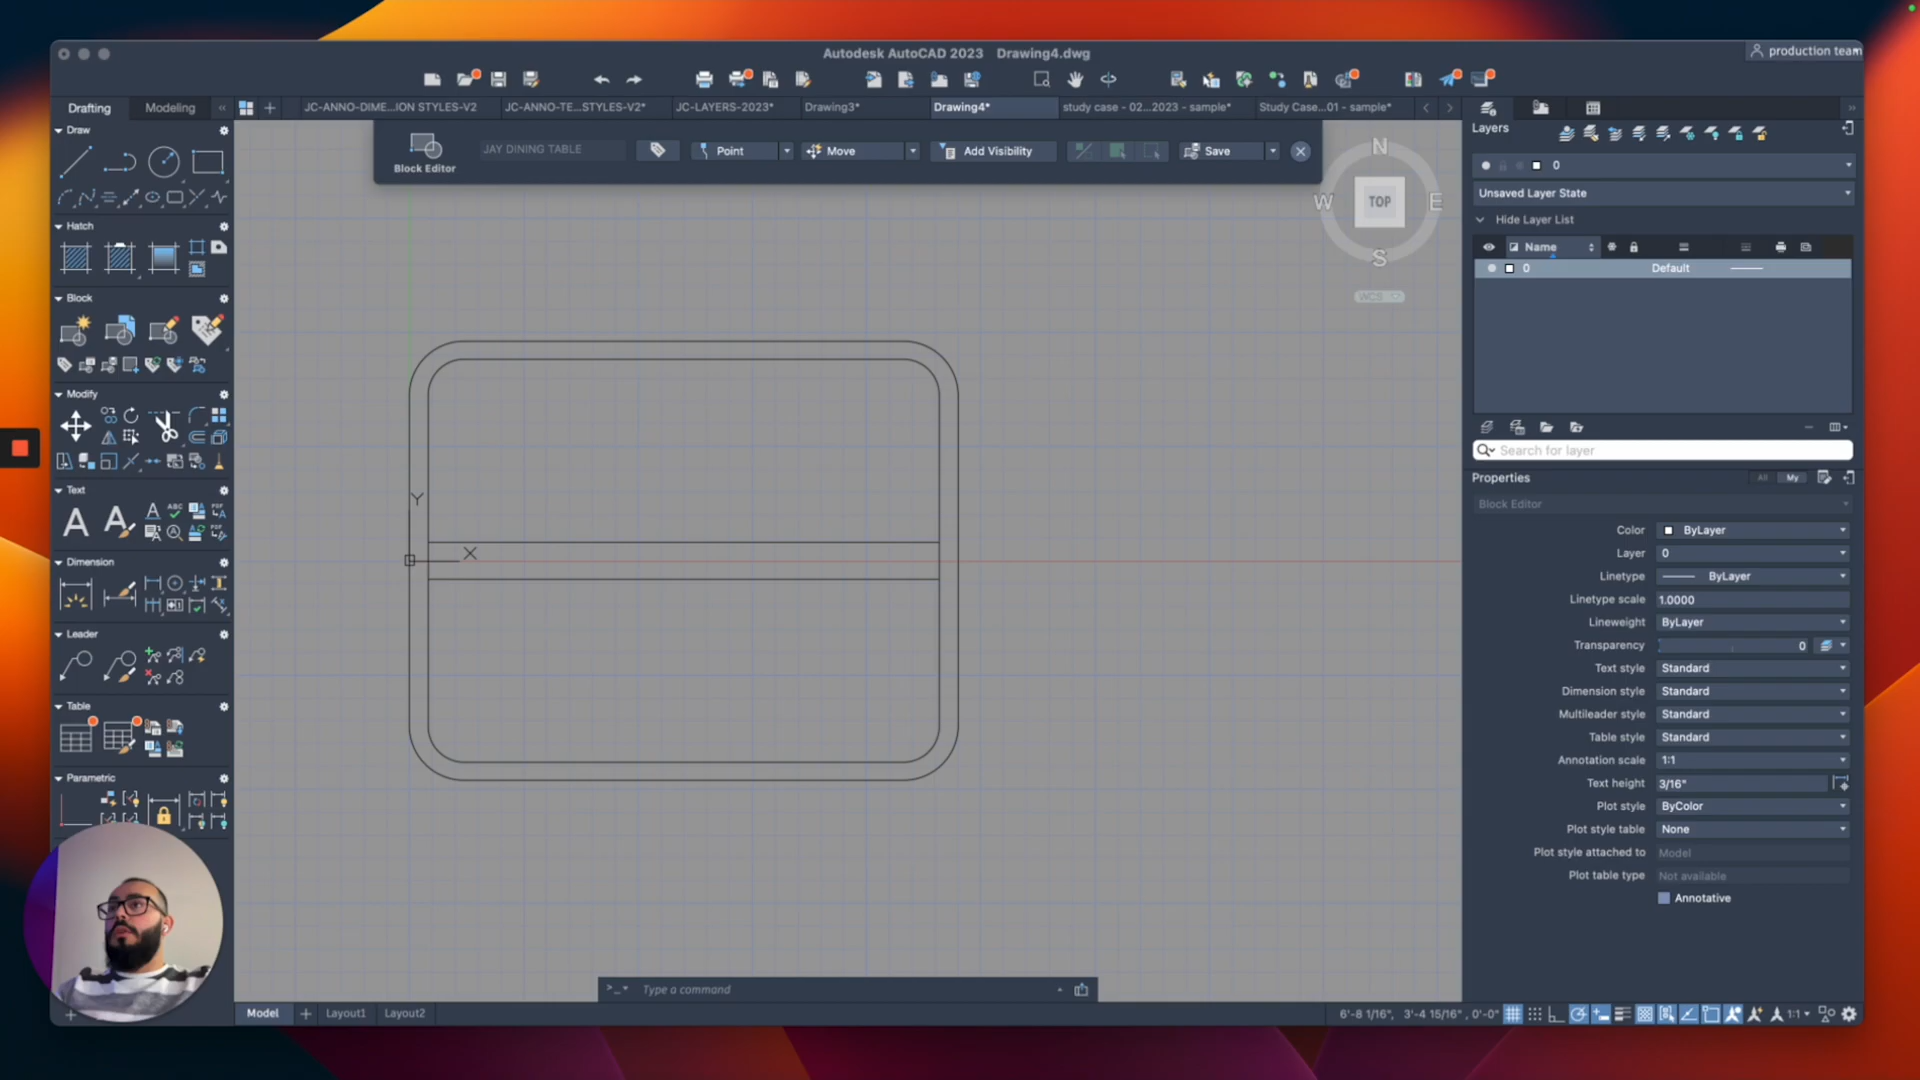 Autodesk AutoCAD 2023 Drawing4.dwg
production team
Drafting
Modeling
JC-ANNO-DIME...ION STYLES-V2
JC-ANNO-TE...STYLES-V2*
JC-LAYERS-2023*
Drawing3*
Drawing4*
study case - 02...2023 - sample*
Study Case...01 - sample*
Draw
Hatch
Block
Modify
Text
Dimension
Leader
Table
Parametric
Block Editor
JAY DINING TABLE
Point
Move
Add Visibility
Save
N
W
TOP
E
S
WCS
Y
X
Layers
0
Unsaved Layer State
Hide Layer List
Name
0 Default
Search for layer
Properties
All My
Block Editor
Color ByLayer
Layer 0
Linetype ByLayer
Linetype scale 1.0000
Lineweight ByLayer
Transparency 0
Text style Standard
Dimension style Standard
Multileader style Standard
Table style Standard
Annotation scale 1:1
Text height 3/16"
Plot style ByColor
Plot style table None
Plot style attached to Model
Plot table type Not available
Annotative
>_ Type a command
Model
Layout1
Layout2
6'-8 1/16", 3'-4 15/16" , 0'-0"
1:1